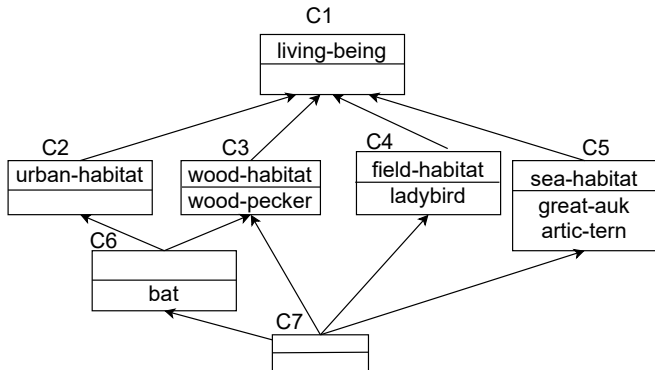 C1
living-being
C2
urban-habitat
C3
wood-habitat
wood-pecker
C4
field-habitat
ladybird
C5
sea-habitat
great-auk
artic-tern
C6
bat
C7